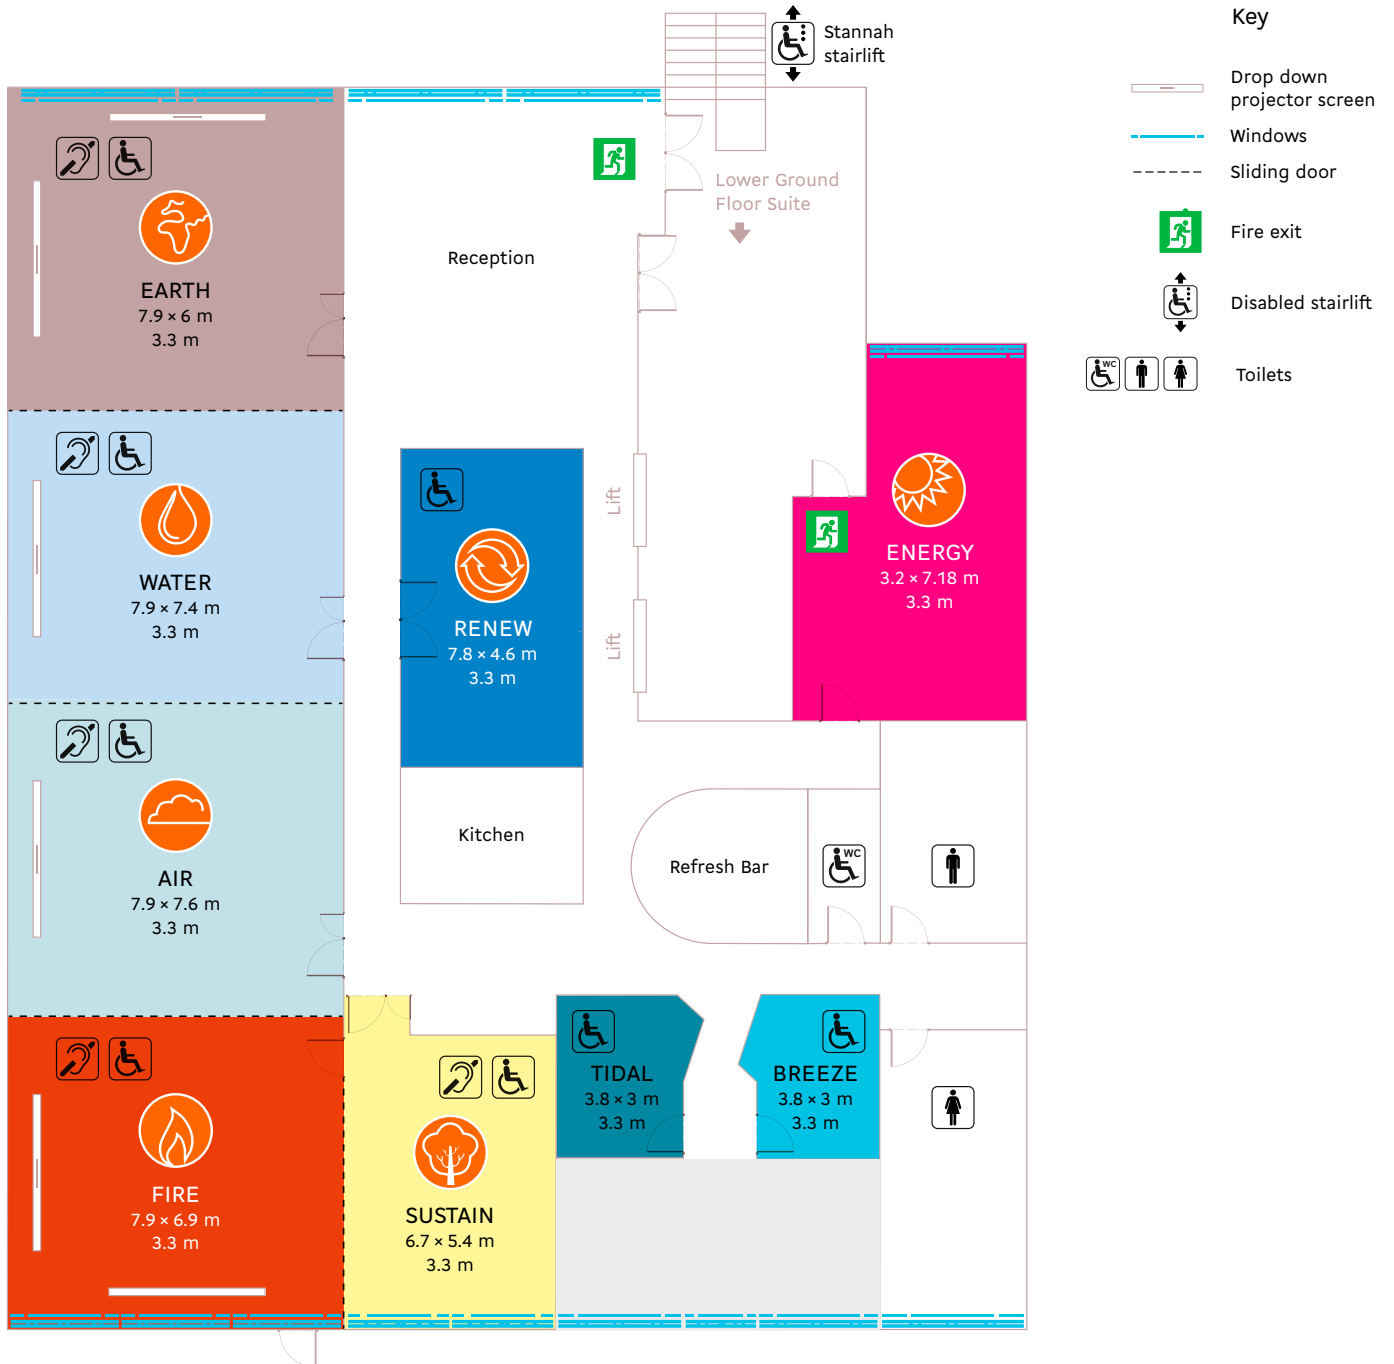 Stannah
stairlift
Key
Drop down
projector screen
Windows
Sliding door
Fire exit
Disabled stairlift
WC
Toilets
Lower Ground
Floor Suite
Reception
EARTH
7.9 × 6 m
3.3 m
WATER
7.9 × 7.4 m
3.3 m
RENEW
7.8 × 4.6 m
3.3 m
Lift
Lift
ENERGY
3.2 × 7.18 m
3.3 m
AIR
7.9 × 7.6 m
3.3 m
Kitchen
Refresh Bar
WC
FIRE
7.9 × 6.9 m
3.3 m
SUSTAIN
6.7 × 5.4 m
3.3 m
TIDAL
3.8 × 3 m
3.3 m
BREEZE
3.8 × 3 m
3.3 m